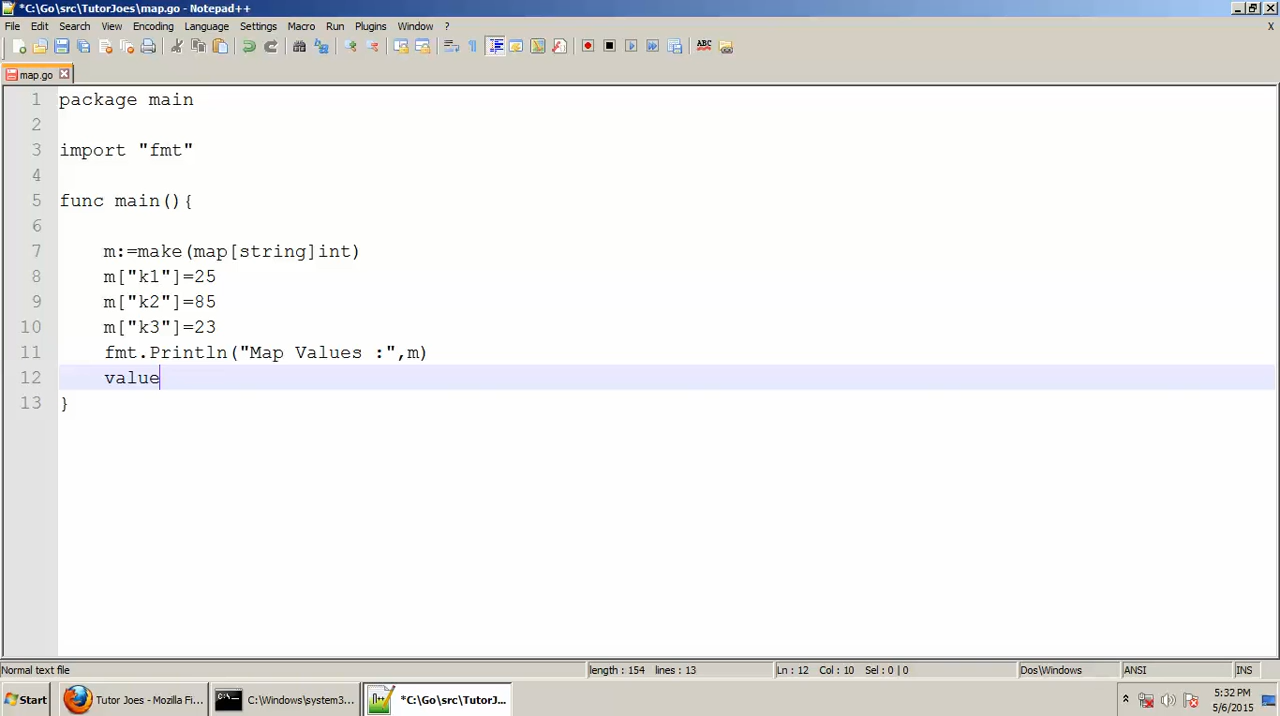 *C:\Go\src\TutorJoes\map.go - Notepad++
File Edit Search View Encoding Language Settings Macro Run Plugins Window ?
X
ABC
map.go
1 package main
2
3 import "fmt"
4
5 func main(){
6
7 m:=make(map[string]int)
8 m["k1"]=25
9 m["k2"]=85
10 m["k3"]=23
11 fmt.Println("Map Values :",m)
12 value
13 }
Normal text file length : 154 lines : 13 Ln : 12 Col : 10 Sel : 0 | 0 Dos\Windows ANSI INS
Start Tutor Joes - Mozilla Fi... C:\Windows\system3... *C:\Go\src\TutorJ... 5:32 PM
5/6/2015